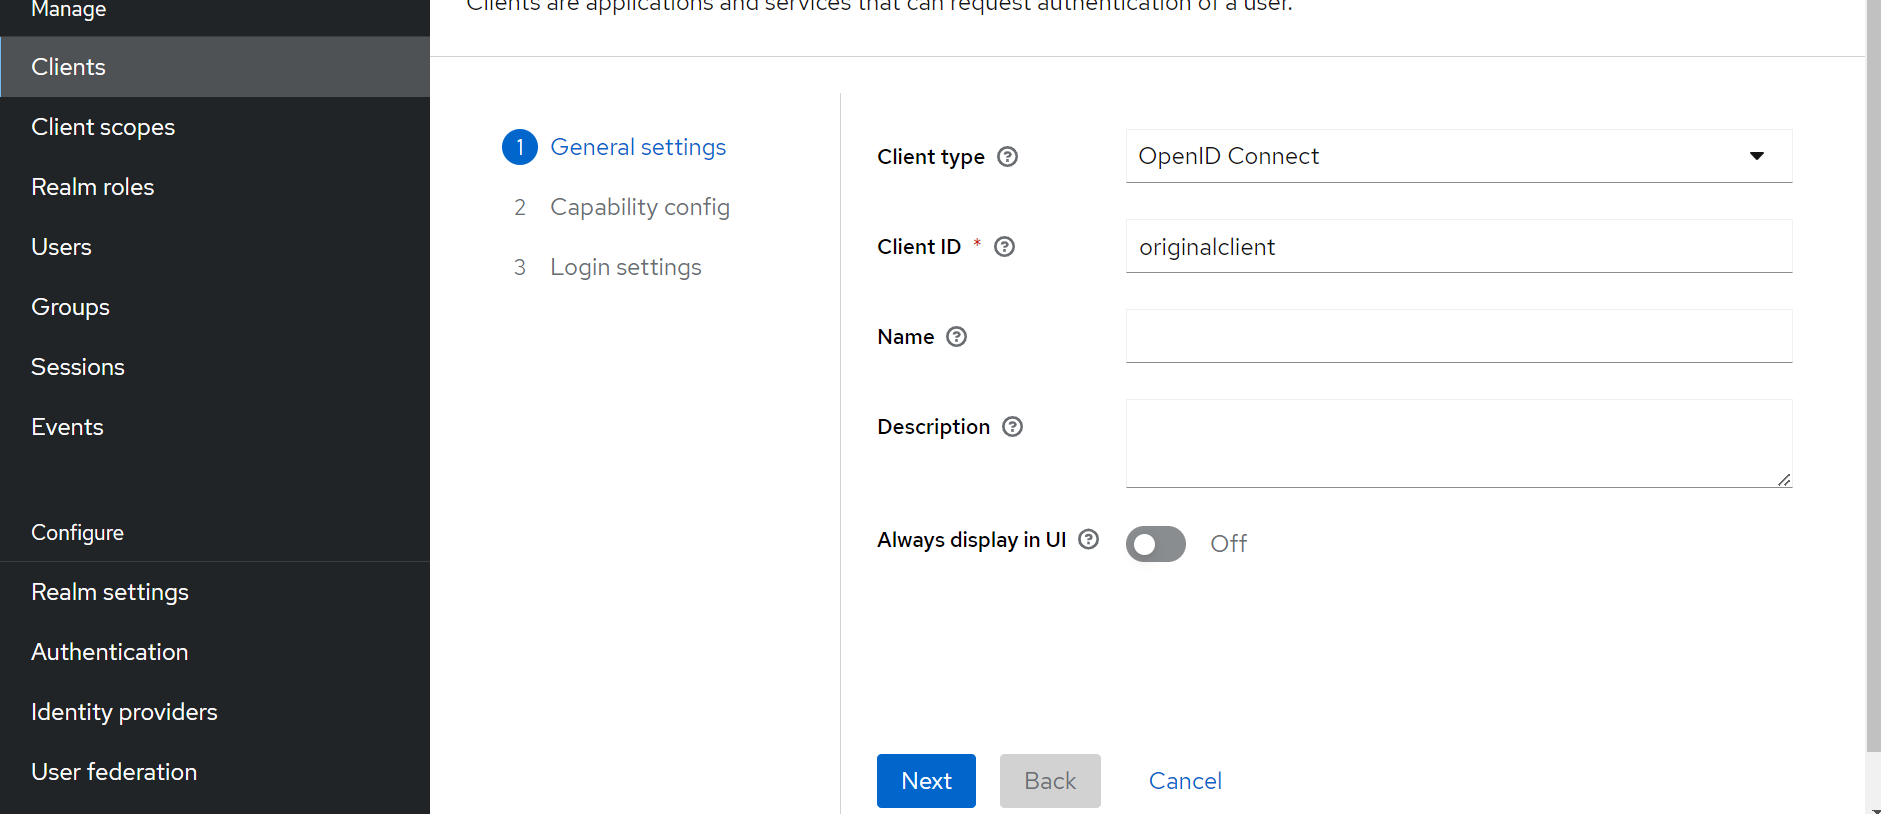 Manage
Clients
Client scopes
Realm roles
Users
Groups
Sessions
Events
Configure
Realm settings
Authentication
Identity providers
User federation
Clients are applications and services that can request authentication of a user.
1 General settings
2 Capability config
3 Login settings
Client type OpenID Connect
Client ID * originalclient
Name
Description
Always display in UI Off
Next Back Cancel